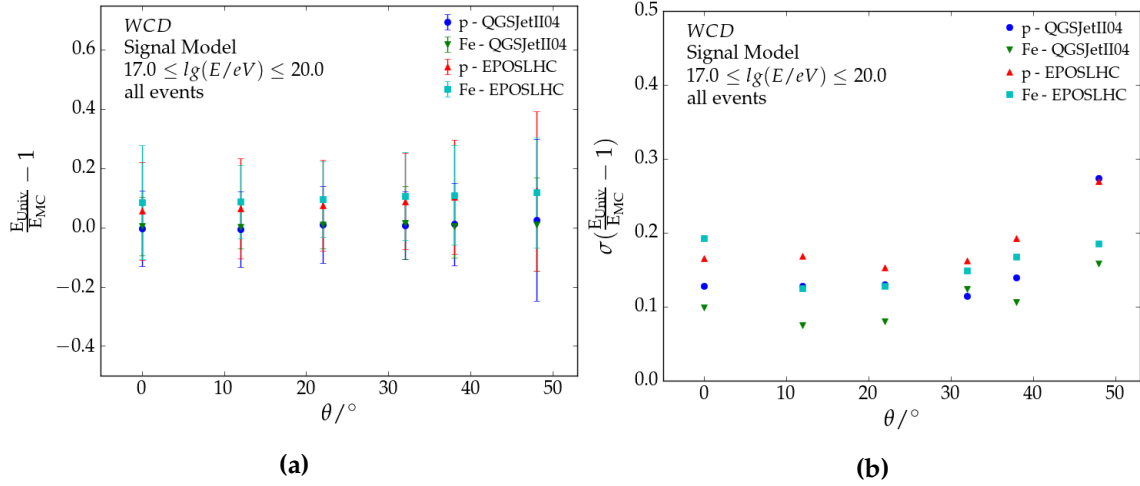 WCD
Signal Model
17.0 ≤ lg(E/eV) ≤ 20.0
all events
p - QGSJetII04
Fe - QGSJetII04
p - EPOSLHC
Fe - EPOSLHC
0.6
0.4
0.2
0.0
−0.2
−0.4
E_Univ/E_MC − 1
0 10 20 30 40 50
θ/°
(a)
WCD
Signal Model
17.0 ≤ lg(E/eV) ≤ 20.0
all events
p - QGSJetII04
Fe - QGSJetII04
p - EPOSLHC
Fe - EPOSLHC
0.5
0.4
0.3
0.2
0.1
0.0
σ(E_Univ/E_MC − 1)
0 10 20 30 40 50
θ/°
(b)